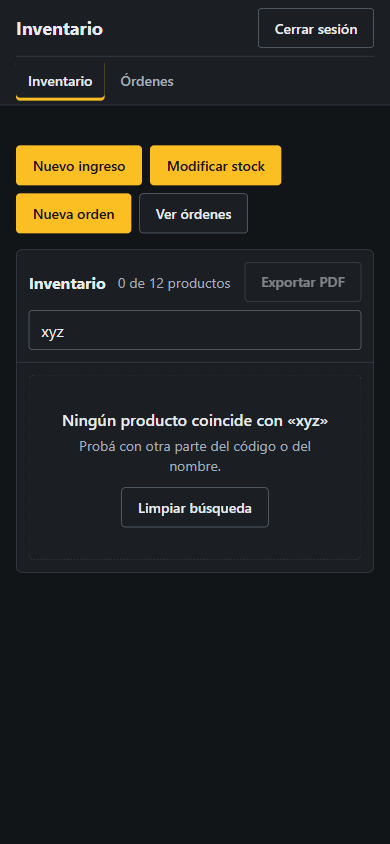 Inventario
Cerrar sesión
Inventario
Órdenes
Nuevo ingreso
Modificar stock
Nueva orden
Ver órdenes
Inventario
0 de 12 productos
Exportar PDF
xyz
Ningún producto coincide con «xyz»
Probá con otra parte del código o del
nombre.
Limpiar búsqueda